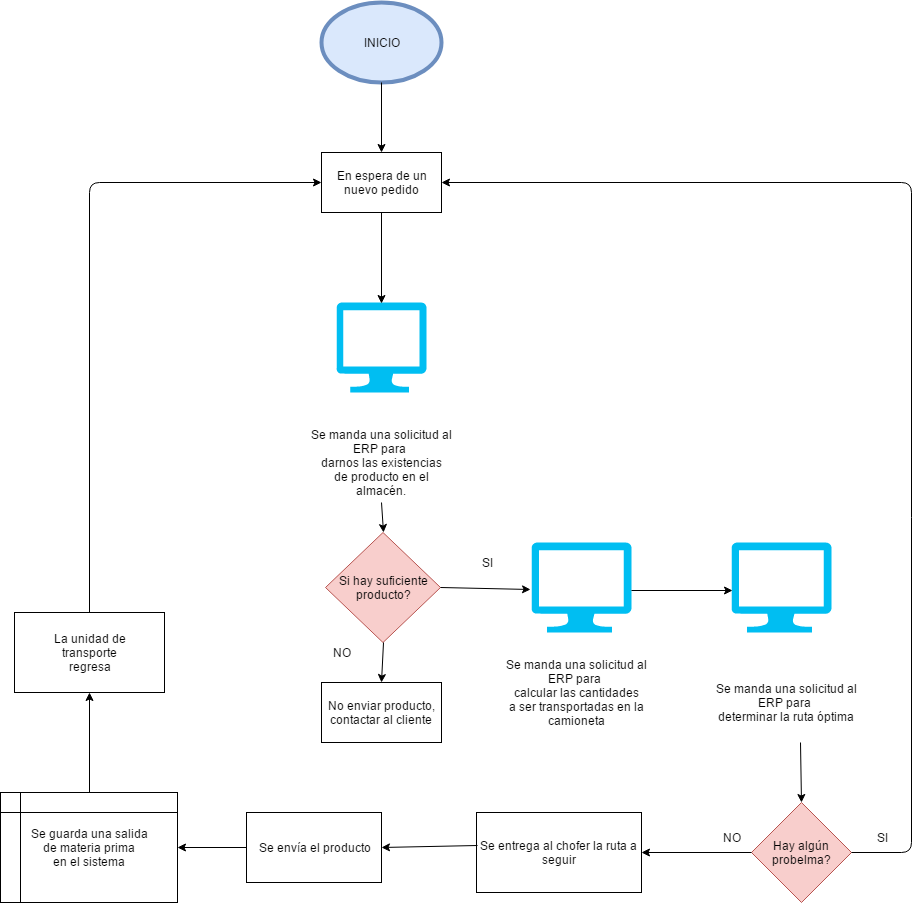 INICIO
En espera de un
nuevo pedido
Se manda una solicitud al
ERP para
darnos las existencias
de producto en el
almacén.
Si hay suficiente
producto?
SI
NO
No enviar producto,
contactar al cliente
Se manda una solicitud al
ERP para
calcular las cantidades
a ser transportadas en la
camioneta
Se manda una solicitud al
ERP para
determinar la ruta óptima
Hay algún
probelma?
SI
NO
Se entrega al chofer la ruta a
seguir
Se envía el producto
Se guarda una salida
de materia prima
en el sistema
La unidad de
transporte
regresa